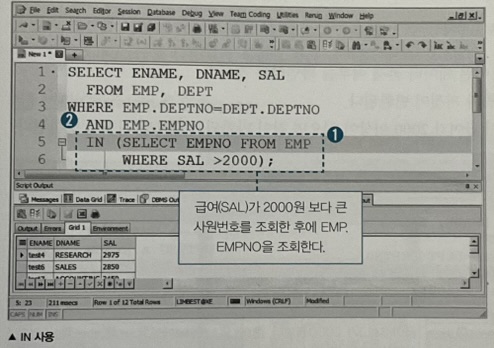 File Edit Search Editor Session Database Debug View Team Coding Utilities Rerun Window Help
New 1 *
1 SELECT ENAME, DNAME, SAL
2 FROM EMP, DEPT
3 WHERE EMP.DEPTNO=DEPT.DEPTNO
❷
4 AND EMP.EMPNO
❶
5 IN (SELECT EMPNO FROM EMP
6 WHERE SAL >2000);
Script Output
Messages Data Grid Trace DBMS Out
급여(SAL)가 2000원 보다 큰
사원번호를 조회한 후에 EMP.
EMPNO을 조회한다.
Output Errors Grid 1 Environment
ENAME DNAME SAL
test4 RESEARCH 2975
test6 SALES 2850
5: 23 211 msecs Row 1 of 12 Total Rows LIMBEST@XE Windows (CRLF) Modified
CAPS NUM INS
▲ IN 사용